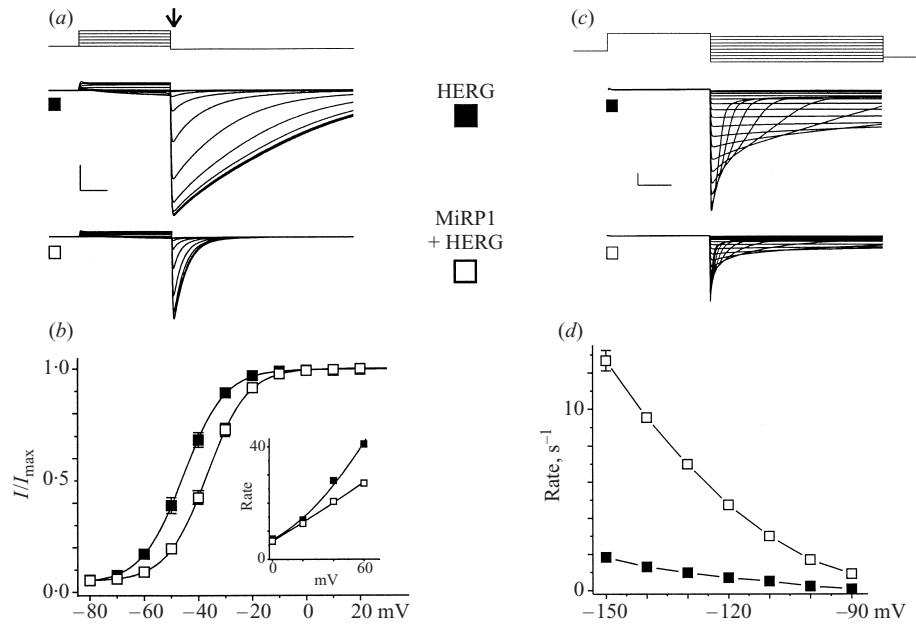 (a)
(c)
HERG
MiRP1
+ HERG
(b)
(d)
1·0
0·5
0·0
I/Imax
−80 −60 −40 −20 0 20 mV
40
0
Rate
0 60
mV
10
0
Rate, s−1
−150 −120 −90 mV